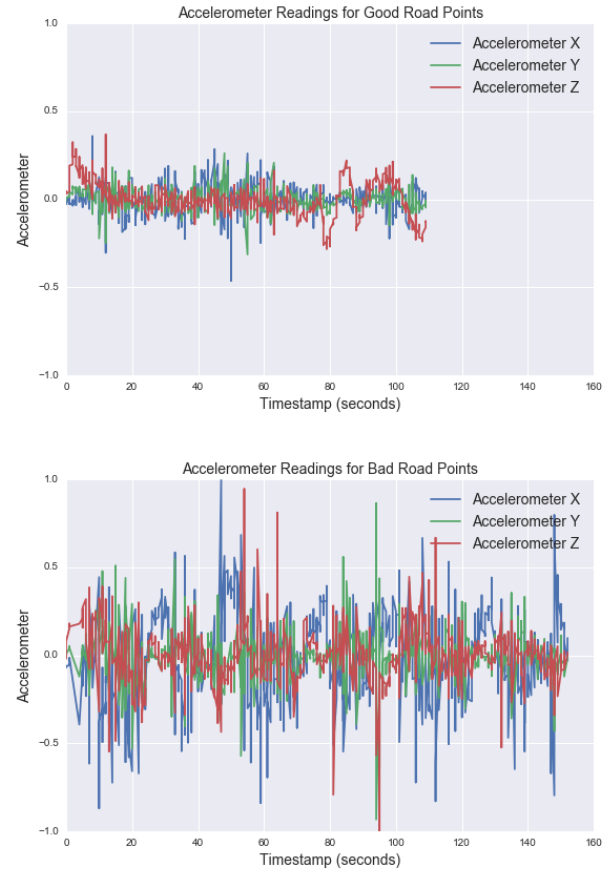 Accelerometer Readings for Good Road Points
1.0
Accelerometer X
Accelerometer Y
Accelerometer Z
0.5
0.0
−0.5
−1.0
Accelerometer
0 20 40 60 80 100 120 140 160
Timestamp (seconds)
Accelerometer Readings for Bad Road Points
1.0
Accelerometer X
Accelerometer Y
Accelerometer Z
0.5
0.0
−0.5
−1.0
Accelerometer
0 20 40 60 80 100 120 140 160
Timestamp (seconds)